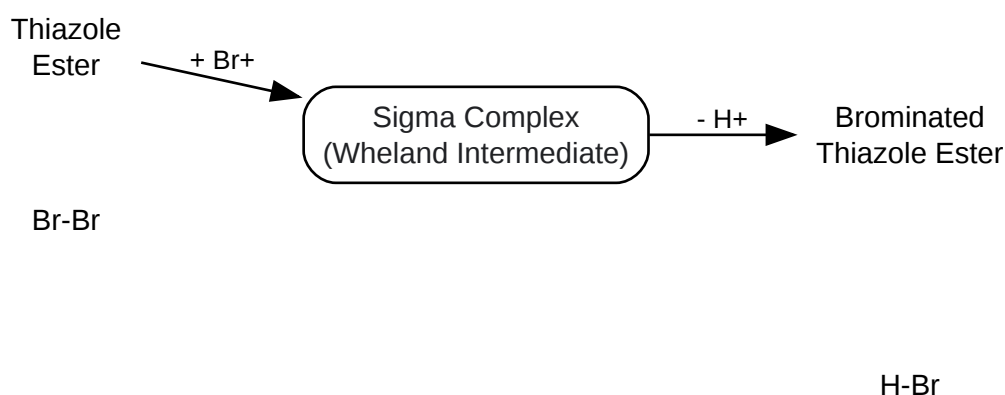 Thiazole
Ester
+ Br+
Sigma Complex
(Wheland Intermediate)
- H+
Brominated
Thiazole Ester
Br-Br
H-Br